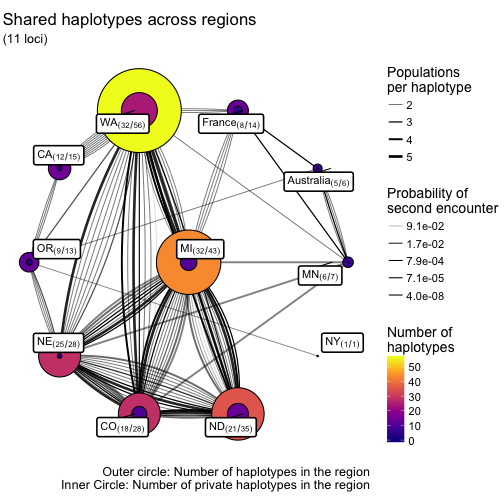 Shared haplotypes across regions
(11 loci)
WA(32/56)
France(8/14)
CA(12/15)
Australia(5/6)
OR(9/13)
MI(32/43)
MN(6/7)
NE(25/28)
NY(1/1)
CO(18/28)
ND(21/35)
Populations
per haplotype
2
3
4
5
Probability of
second encounter
9.1e-02
1.7e-02
7.9e-04
7.1e-05
4.0e-08
Number of
haplotypes
50
40
30
20
10
0
Outer circle: Number of haplotypes in the region
Inner Circle: Number of private haplotypes in the region